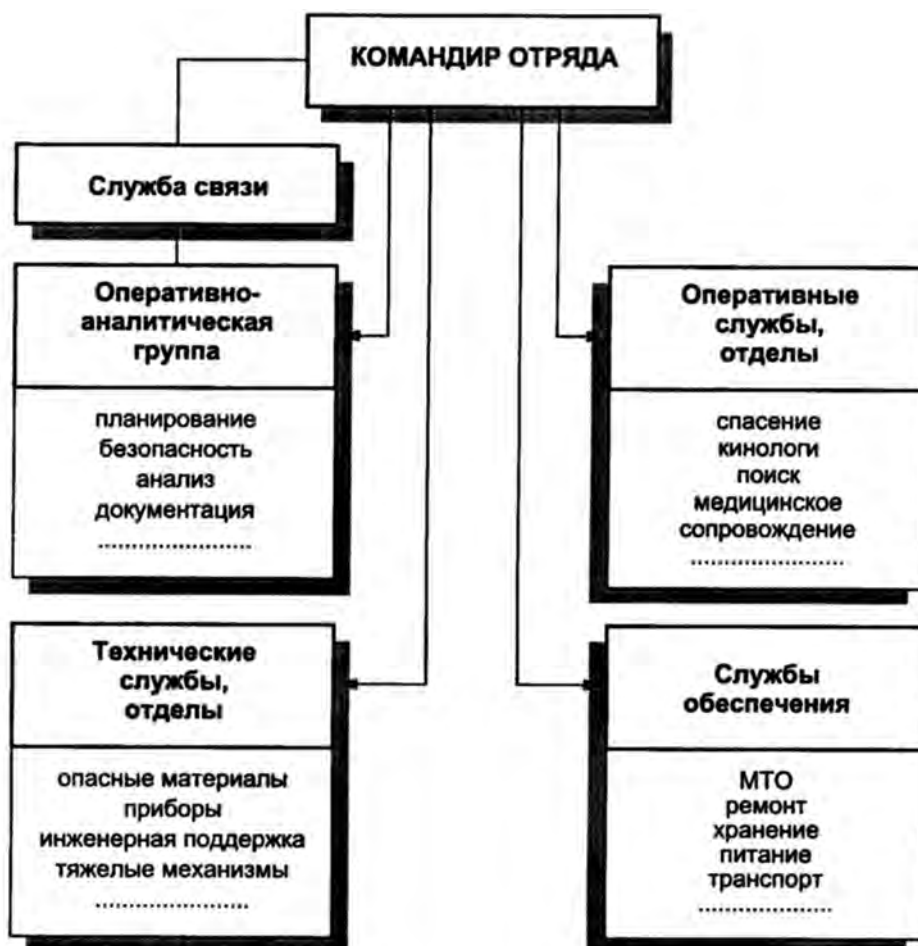 КОМАНДИР ОТРЯДА
Служба связи
Оперативно-
аналитическая
группа
планирование
безопасность
анализ
документация
........................
Оперативные
службы,
отделы
спасение
кинологи
поиск
медицинское
сопровождение
........................
Технические
службы,
отделы
опасные материалы
приборы
инженерная поддержка
тяжелые механизмы
........................
Службы
обеспечения
МТО
ремонт
хранение
питание
транспорт
........................